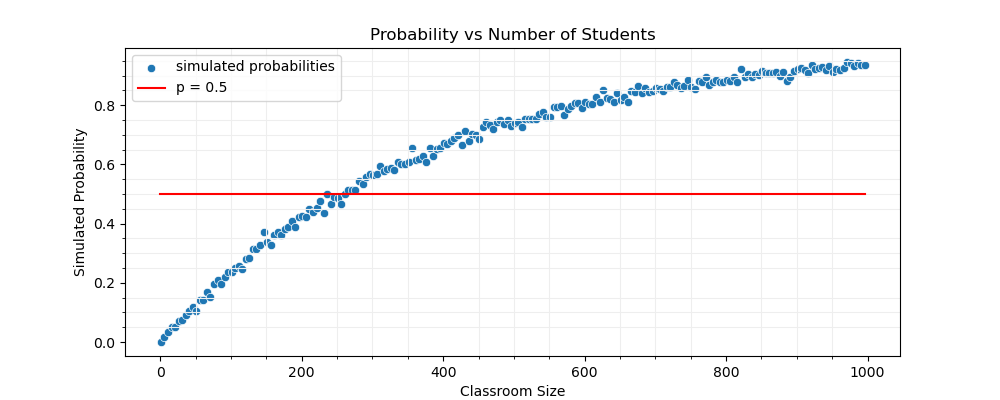 Probability vs Number of Students
simulated probabilities
p = 0.5
0.8
0.6
0.4
0.2
0.0
Simulated Probability
0 200 400 600 800 1000
Classroom Size